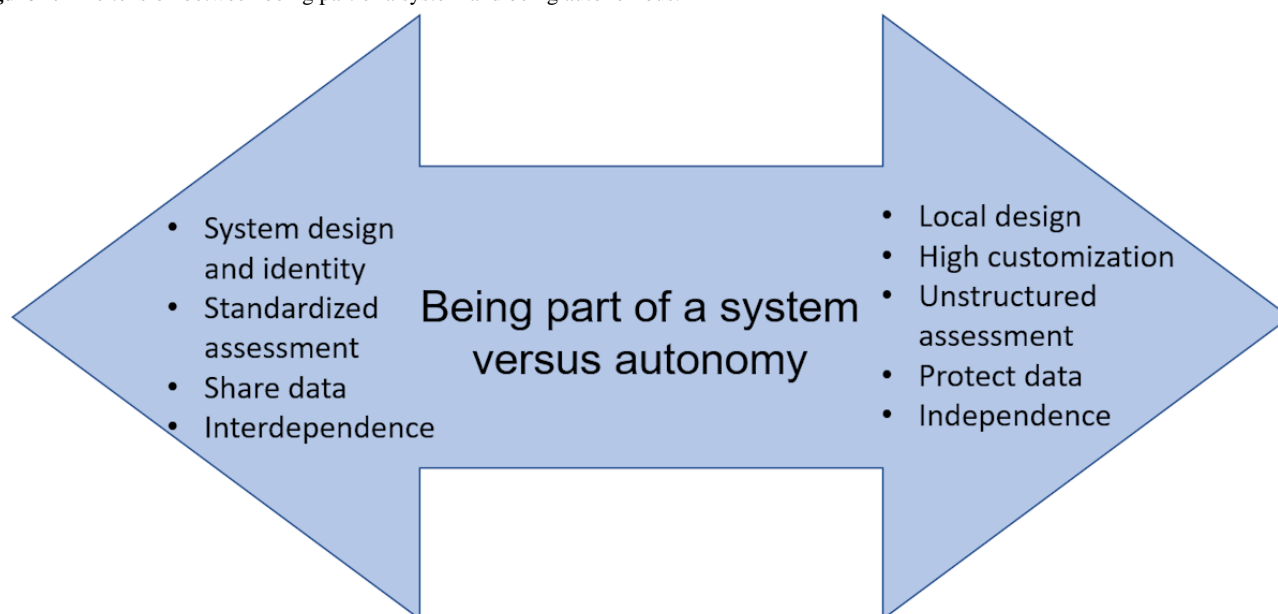 • System design
and identity
• Standardized
assessment
• Share data
• Interdependence
Being part of a system
versus autonomy
• Local design
• High customization
• Unstructured
assessment
• Protect data
• Independence